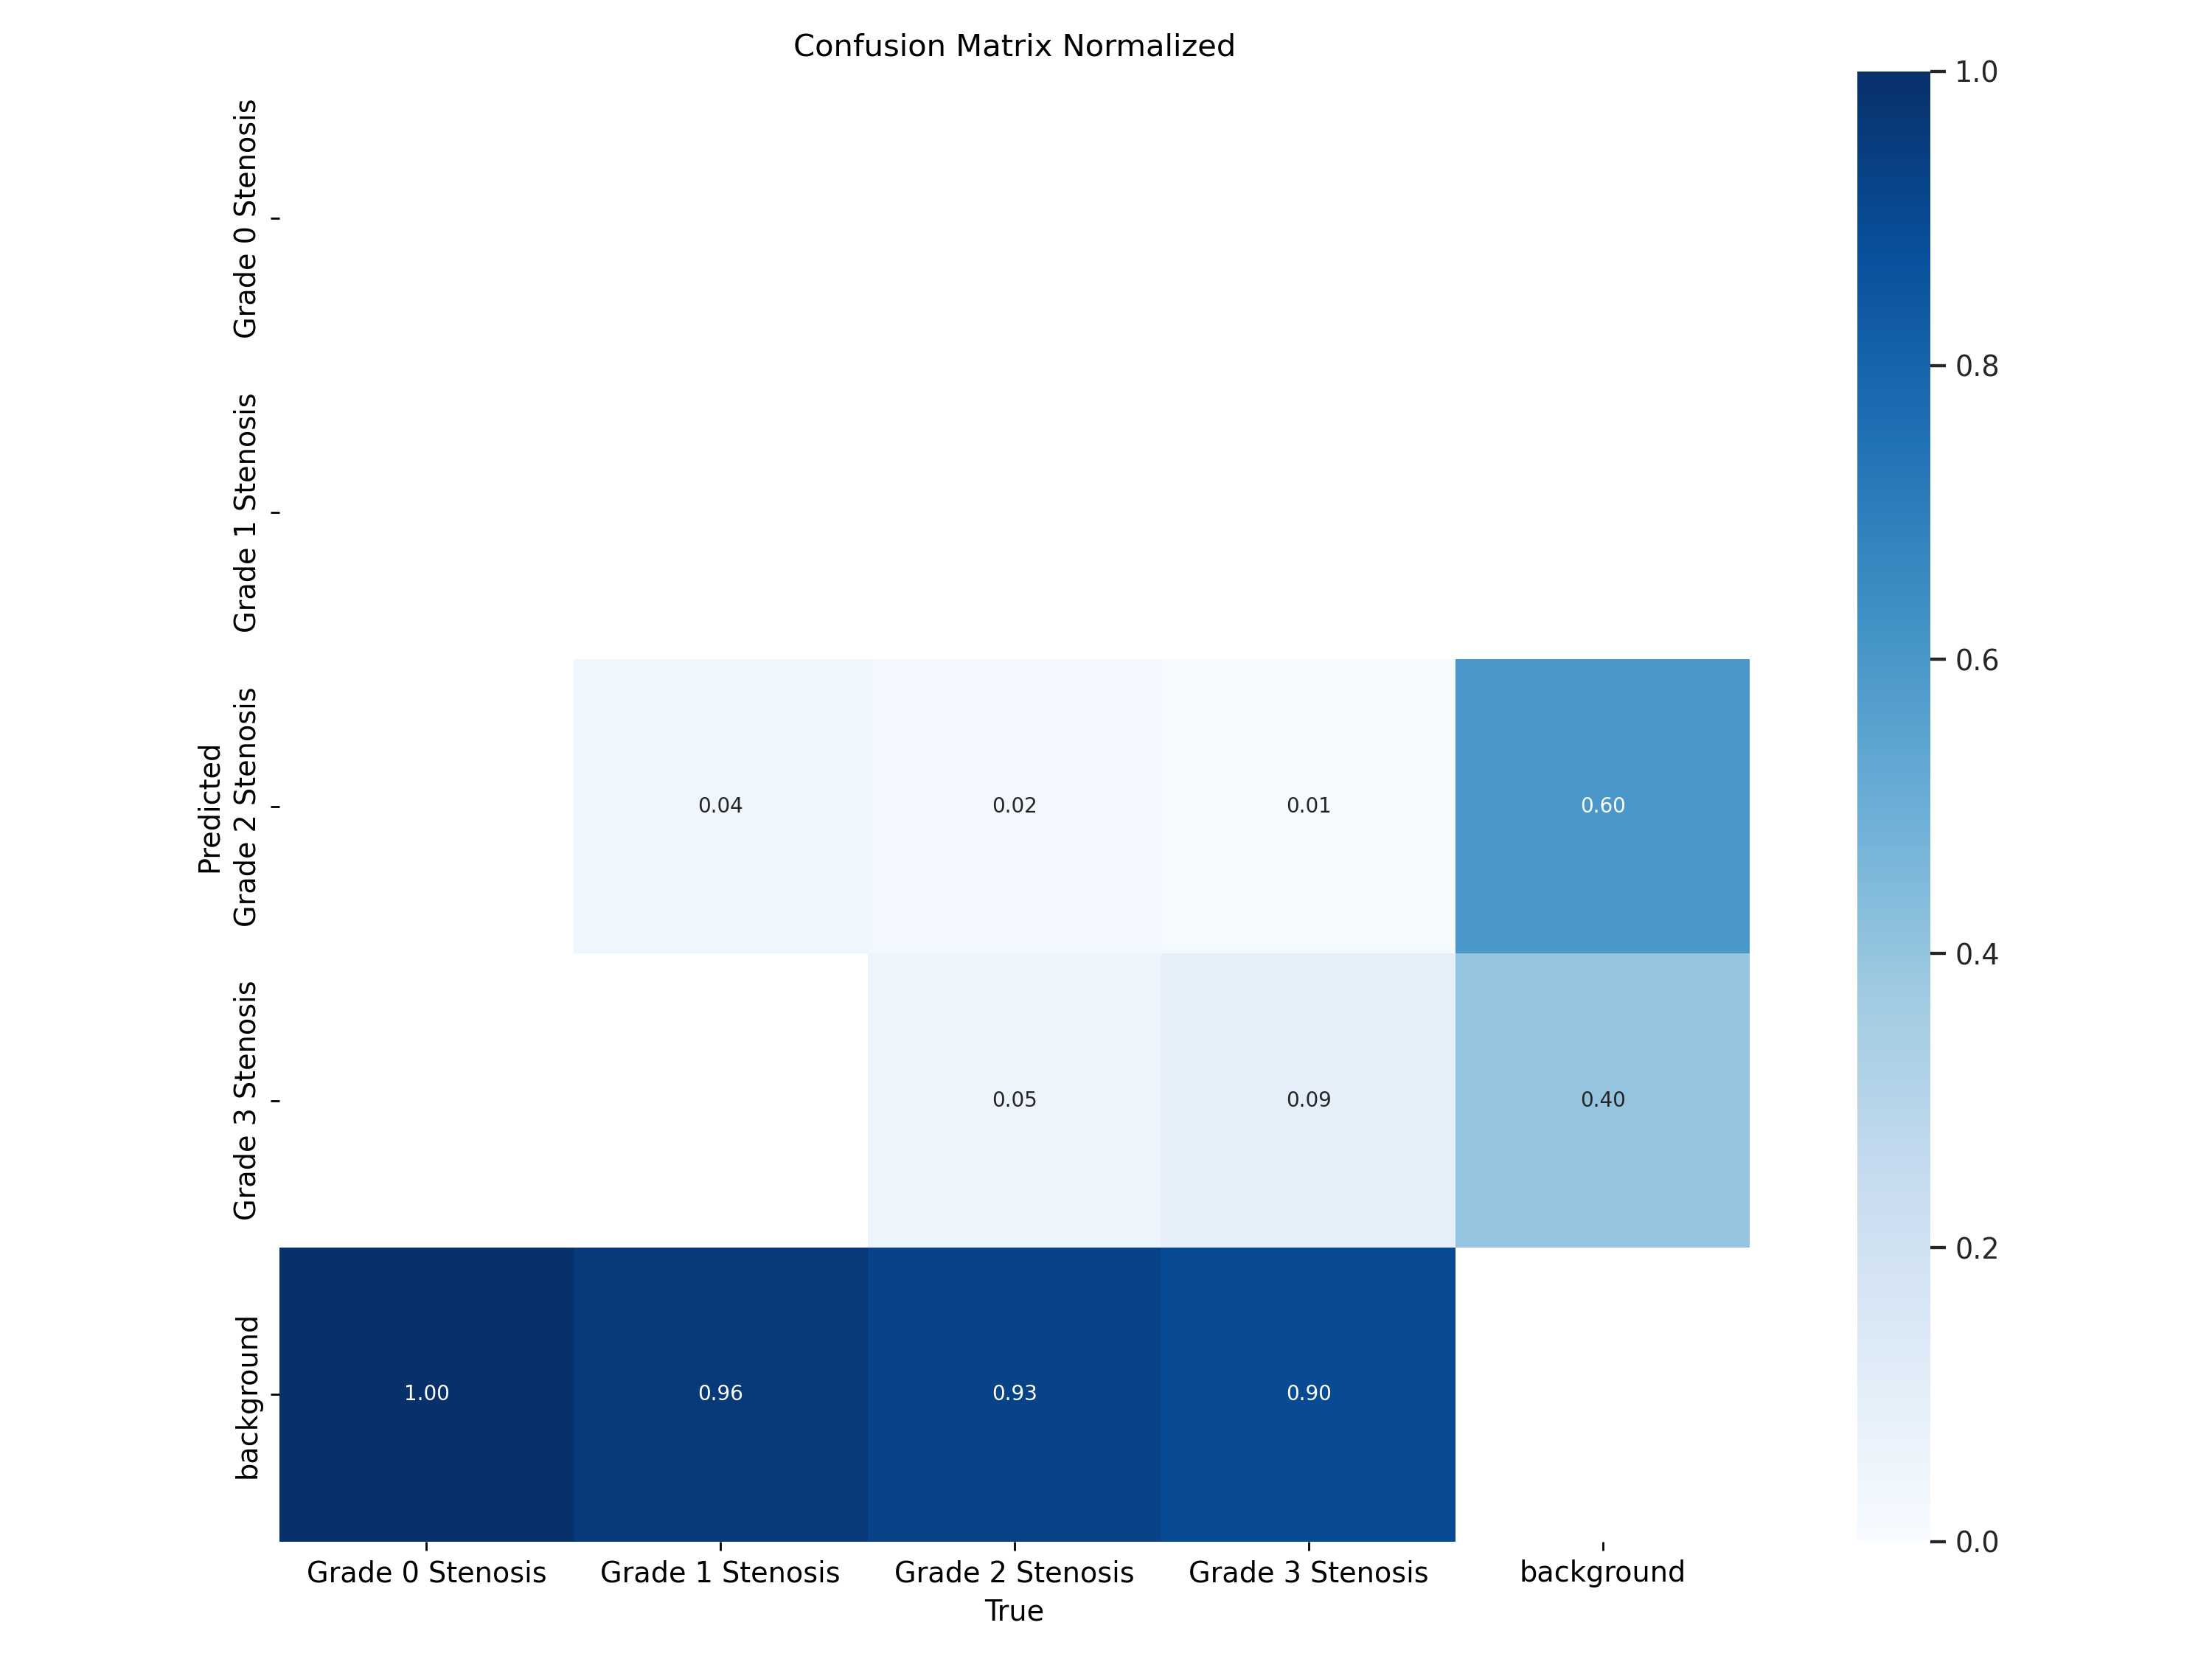 Confusion Matrix Normalized
Grade 0 Stenosis
Grade 1 Stenosis
Grade 2 Stenosis
Grade 3 Stenosis
background
Predicted
0.04 0.02 0.01 0.60
0.05 0.09 0.40
1.00 0.96 0.93 0.90
Grade 0 Stenosis Grade 1 Stenosis Grade 2 Stenosis Grade 3 Stenosis background
True
1.0
0.8
0.6
0.4
0.2
0.0